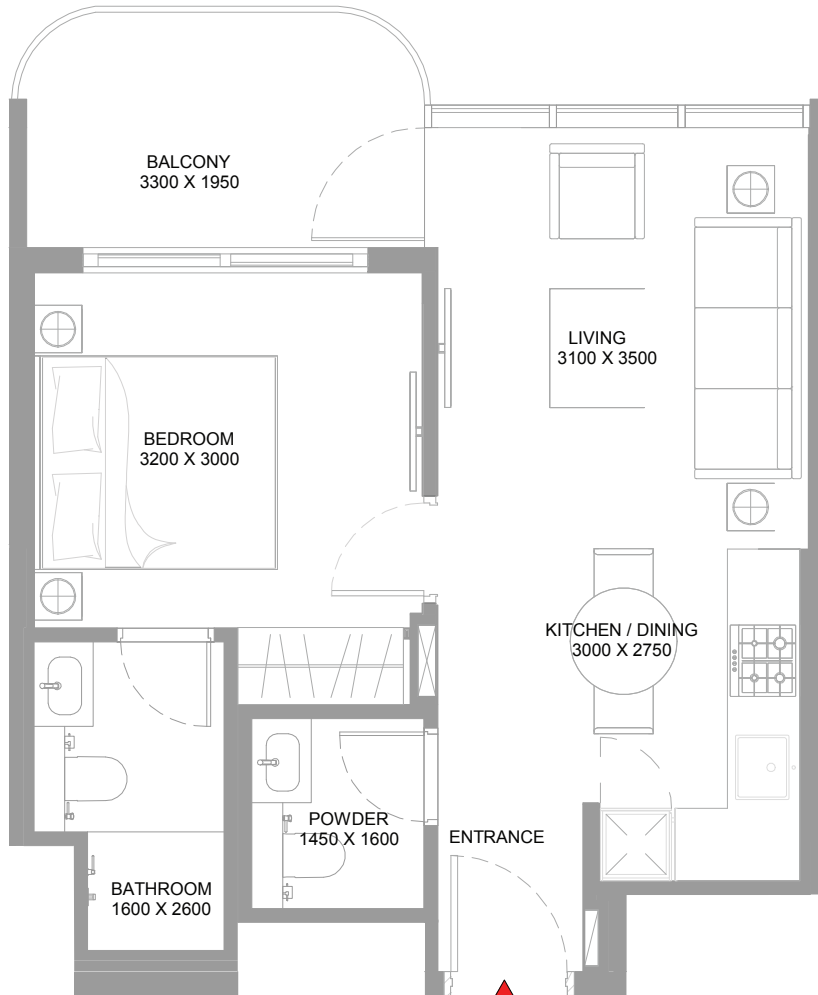 BALCONY
3300 X 1950
LIVING
3100 X 3500
BEDROOM
3200 X 3000
KITCHEN / DINING
3000 X 2750
POWDER
1450 X 1600
ENTRANCE
BATHROOM
1600 X 2600